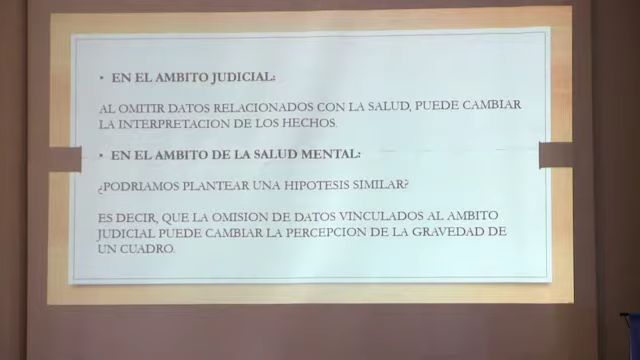 • EN EL AMBITO JUDICIAL:
AL OMITIR DATOS RELACIONADOS CON LA SALUD, PUEDE CAMBIAR
LA INTERPRETACION DE LOS HECHOS.
• EN EL AMBITO DE LA SALUD MENTAL:
¿PODRIAMOS PLANTEAR UNA HIPOTESIS SIMILAR?
ES DECIR, QUE LA OMISION DE DATOS VINCULADOS AL AMBITO
JUDICIAL PUEDE CAMBIAR LA PERCEPCION DE LA GRAVEDAD DE
UN CUADRO.